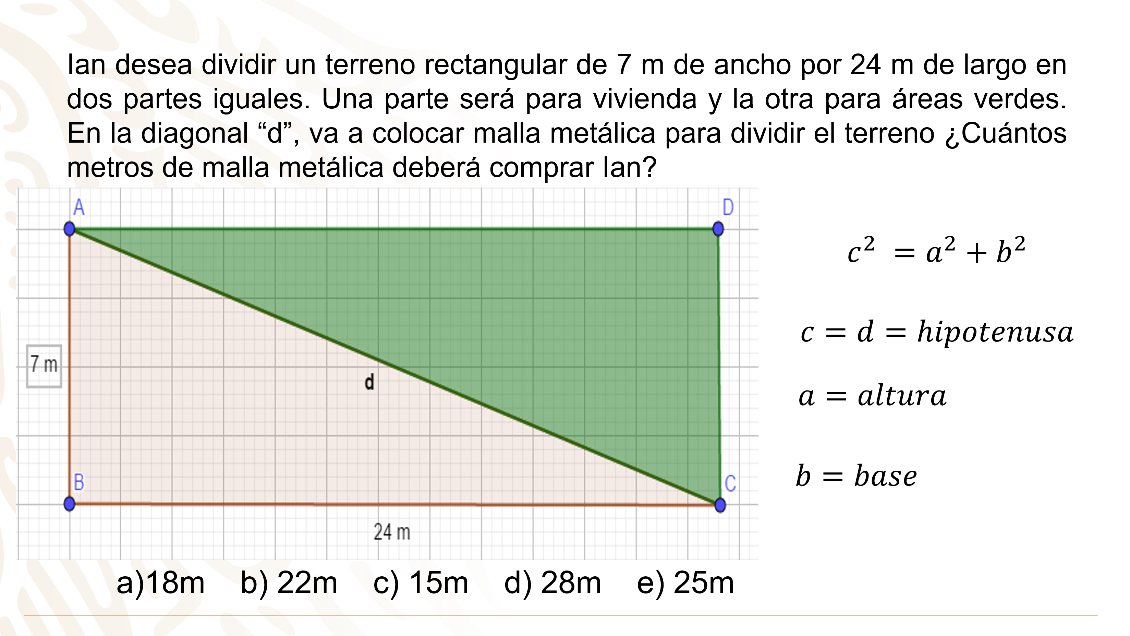 Ian desea dividir un terreno rectangular de 7 m de ancho por 24 m de largo en
dos partes iguales. Una parte será para vivienda y la otra para áreas verdes.
En la diagonal “d”, va a colocar malla metálica para dividir el terreno ¿Cuántos
metros de malla metálica deberá comprar Ian?
A
D
c² = a² + b²
c = d = hipotenusa
7 m
d
a = altura
B
C
b = base
24 m
a)18m b) 22m c) 15m d) 28m e) 25m